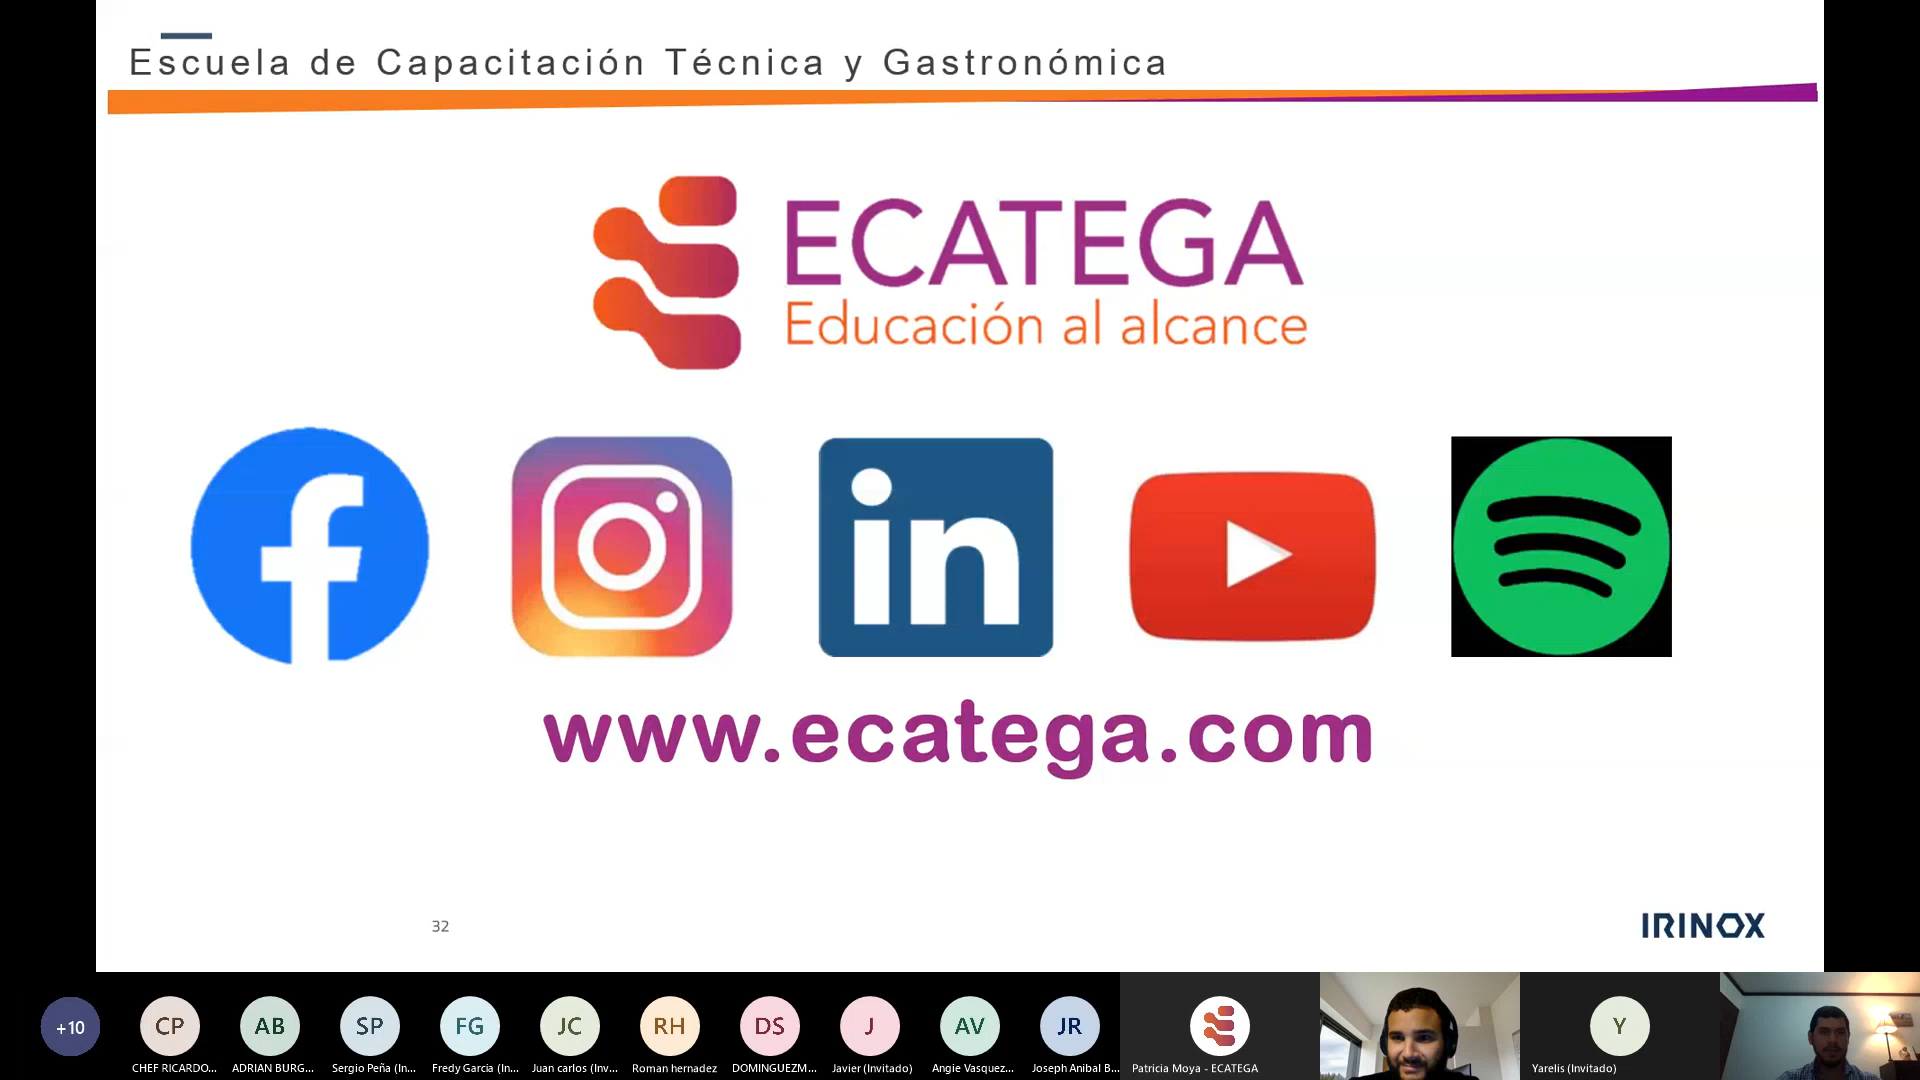 Escuela de Capacitación Técnica y Gastronómica
ECATEGA
Educación al alcance
f
in
www.ecatega.com
32
IRINOX
+10
CP
AB
SP
FG
JC
RH
DS
J
AV
JR
Y
CHEF RICARDO...
ADRIAN BURG...
Sergio Peña (In...
Fredy Garcia (In...
Juan carlos (Inv...
Roman hernadez
DOMINGUEZM...
Javier (Invitado)
Angie Vasquez...
Joseph Anibal B...
Patricia Moya - ECATEGA
Yarelis (Invitado)